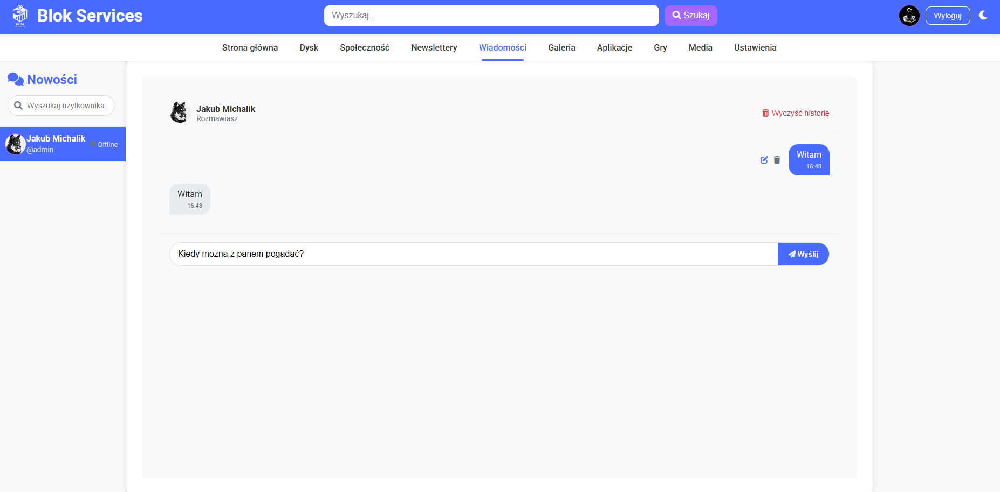 Blok Services
BLOK
Wyszukaj...
Szukaj
Wyloguj
Strona główna
Dysk
Społeczność
Newslettery
Wiadomości
Galeria
Aplikacje
Gry
Media
Ustawienia
Nowości
Wyszukaj użytkownika.
Jakub Michalik
@admin
Offline
Jakub Michalik
Rozmawiasz
Wyczyść historię
Witam
16:48
Witam
16:48
Kiedy można z panem pogadać?
Wyślij